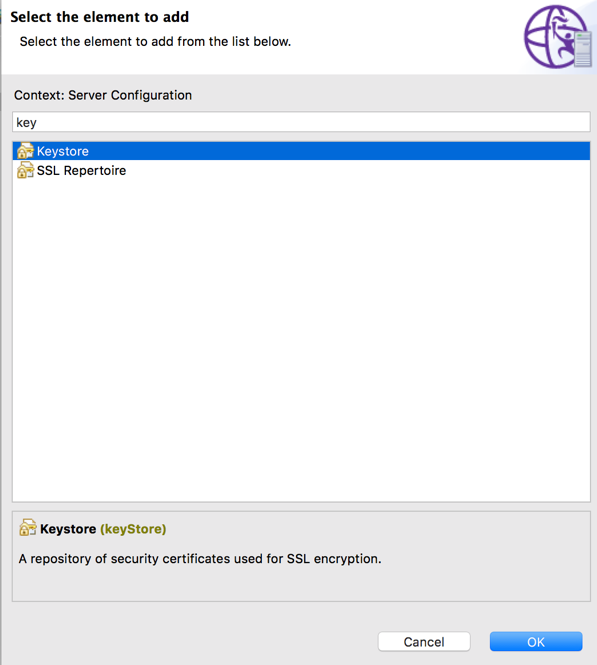 Select the element to add
Select the element to add from the list below.
Context: Server Configuration
key
Keystore
SSL Repertoire
Keystore (keyStore)
A repository of security certificates used for SSL encryption.
Cancel
OK